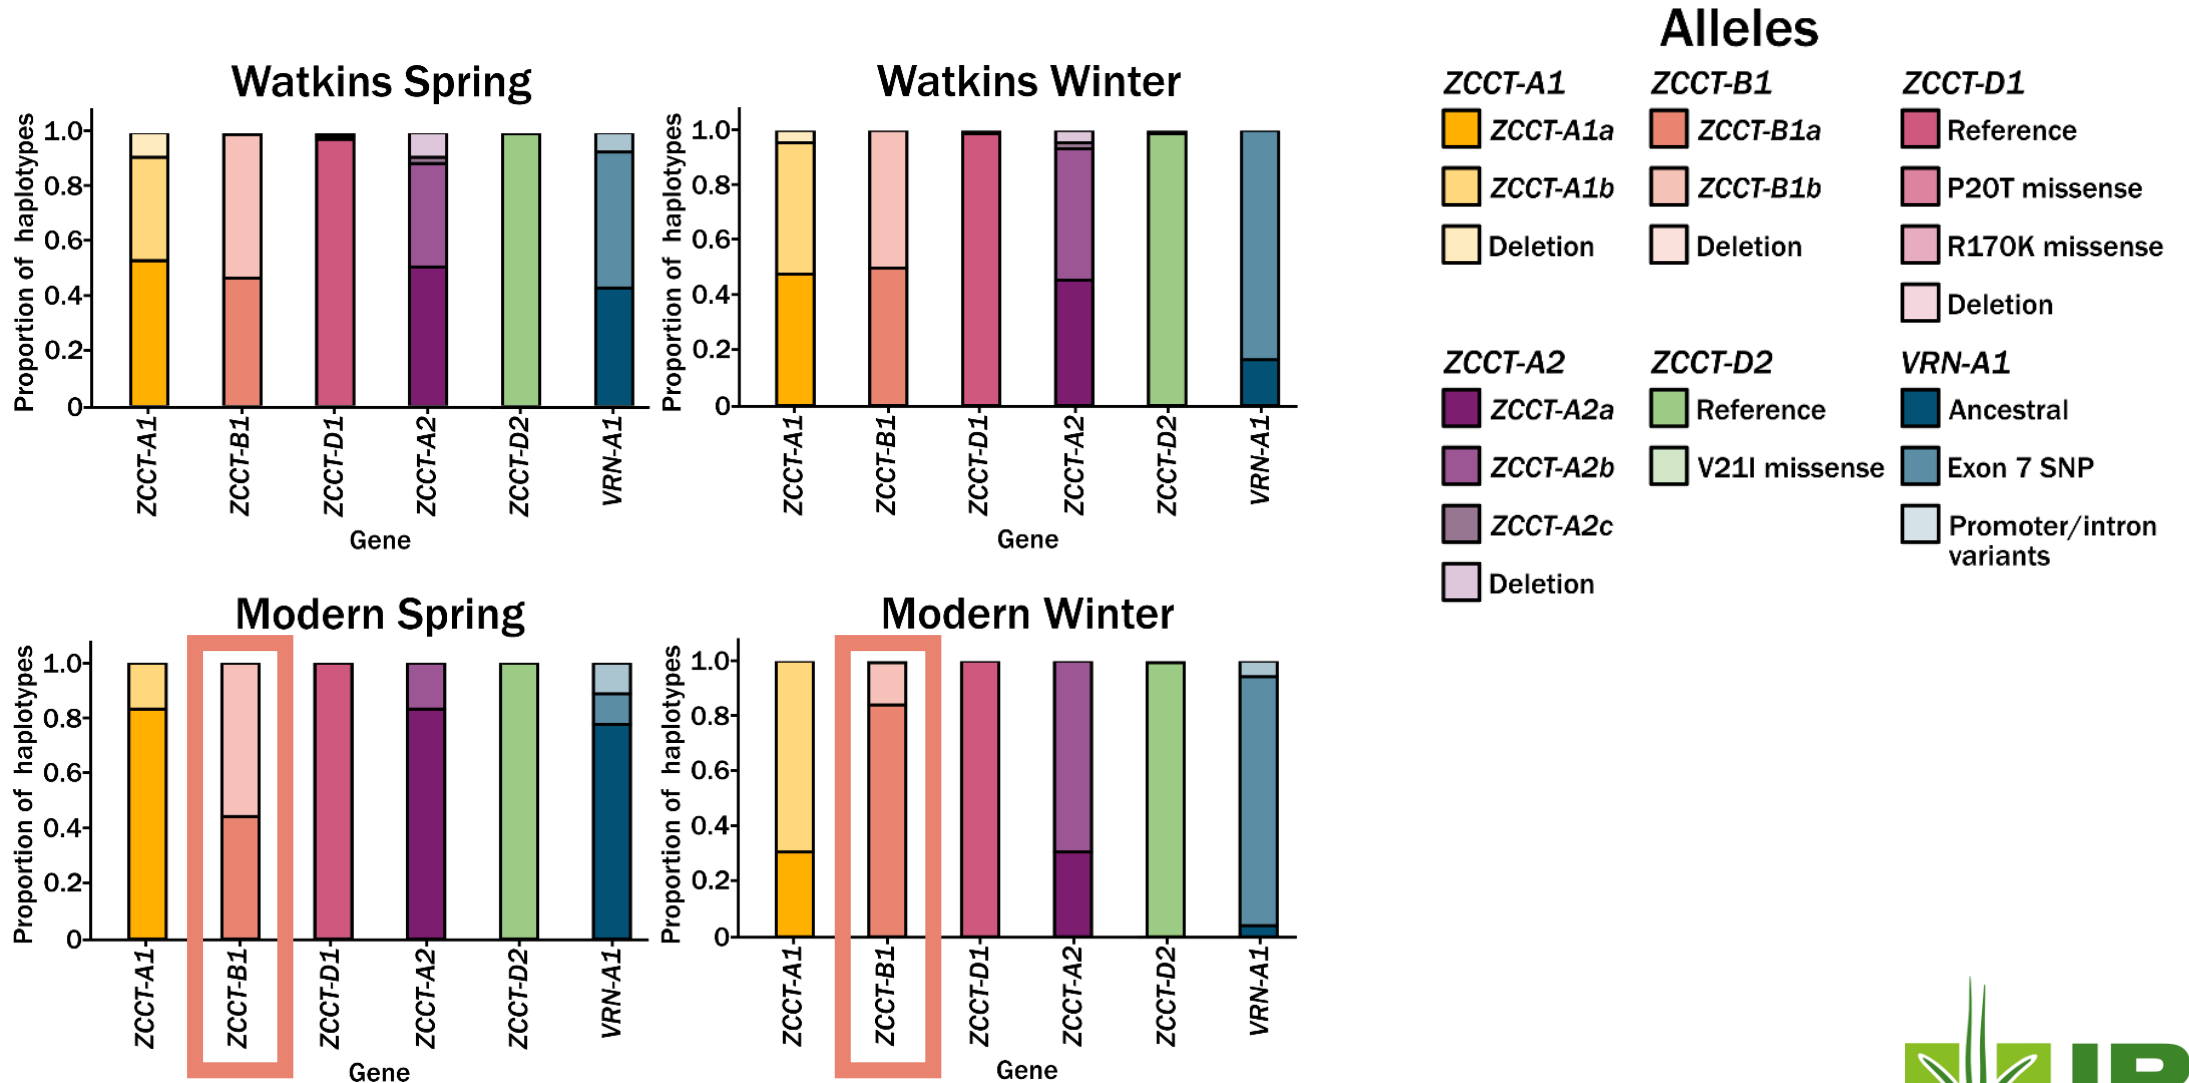 Watkins Spring
Proportion of haplotypes
1.0
0.8
0.6
0.4
0.2
0
ZCCT-A1
ZCCT-B1
ZCCT-D1
ZCCT-A2
ZCCT-D2
VRN-A1
Gene
Watkins Winter
Proportion of haplotypes
1.0
0.8
0.6
0.4
0.2
0
ZCCT-A1
ZCCT-B1
ZCCT-D1
ZCCT-A2
ZCCT-D2
VRN-A1
Gene
Modern Spring
Proportion of haplotypes
1.0
0.8
0.6
0.4
0.2
0
ZCCT-A1
ZCCT-B1
ZCCT-D1
ZCCT-A2
ZCCT-D2
VRN-A1
Gene
Modern Winter
Proportion of haplotypes
1.0
0.8
0.6
0.4
0.2
0
ZCCT-A1
ZCCT-B1
ZCCT-D1
ZCCT-A2
ZCCT-D2
VRN-A1
Gene
Alleles
ZCCT-A1
ZCCT-A1a
ZCCT-A1b
Deletion
ZCCT-B1
ZCCT-B1a
ZCCT-B1b
Deletion
ZCCT-D1
Reference
P20T missense
R170K missense
Deletion
ZCCT-A2
ZCCT-A2a
ZCCT-A2b
ZCCT-A2c
Deletion
ZCCT-D2
Reference
V21I missense
VRN-A1
Ancestral
Exon 7 SNP
Promoter/intron
variants